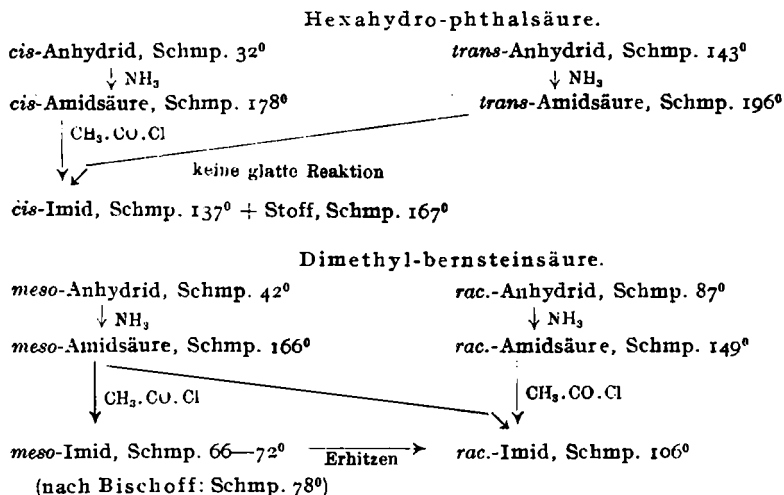 Hexahydro-phthalsäure.
cis-Anhydrid, Schmp. 32⁰ trans-Anhydrid, Schmp. 143⁰
↓ NH₃ ↓ NH₃
cis-Amidsäure, Schmp. 178⁰ trans-Amidsäure, Schmp. 196⁰
CH₃.CO.Cl
keine glatte Reaktion
cis-Imid, Schmp. 137⁰ + Stoff, Schmp. 167⁰
Dimethyl-bernsteinsäure.
meso-Anhydrid, Schmp. 42⁰ rac.-Anhydrid, Schmp. 87⁰
↓ NH₃ ↓ NH₃
meso-Amidsäure, Schmp. 166⁰ rac.-Amidsäure, Schmp. 149⁰
CH₃.CO.Cl CH₃.CO.Cl
meso-Imid, Schmp. 66—72⁰ Erhitzen rac.-Imid, Schmp. 106⁰
(nach Bischoff: Schmp. 78⁰)